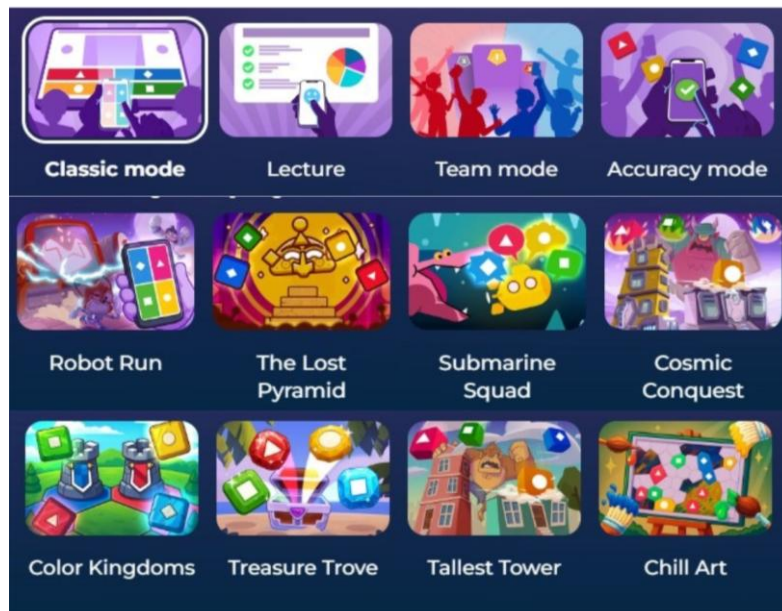 Classic mode
Lecture
Team mode
Accuracy mode
Robot Run
The Lost
Pyramid
Submarine
Squad
Cosmic
Conquest
Color Kingdoms
Treasure Trove
Tallest Tower
Chill Art